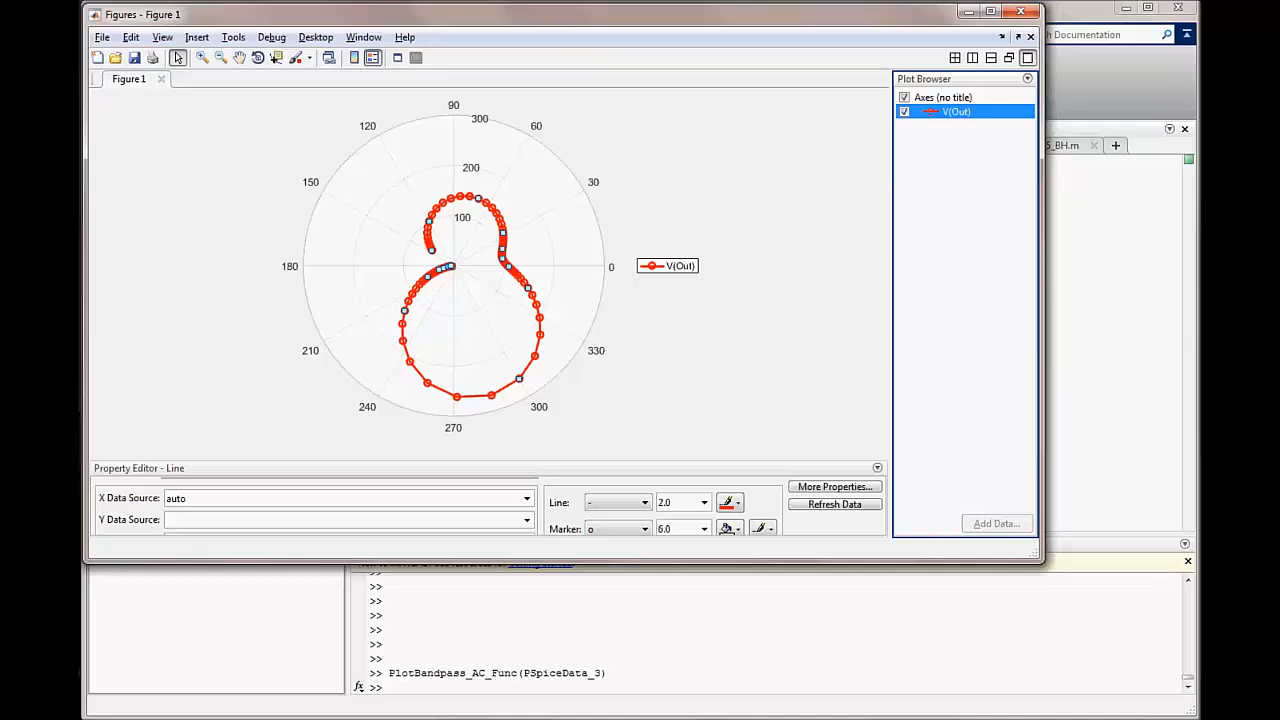 Figures - Figure 1
File Edit View Insert Tools Debug Desktop Window Help
h Documentation
Figure 1
Plot Browser
Axes (no title)
V(Out)
5_BH.m
90
120
60
300
150
30
200
100
180
0
V(Out)
210
330
240
300
270
Property Editor - Line
X Data Source: auto
Y Data Source:
Line: - 2.0
Marker: o 6.0
More Properties...
Refresh Data
Add Data...
>>
>>
>>
>>
>>
>>
>>
>> PlotBandpass_AC_Func(PSpiceData_3)
fx >>